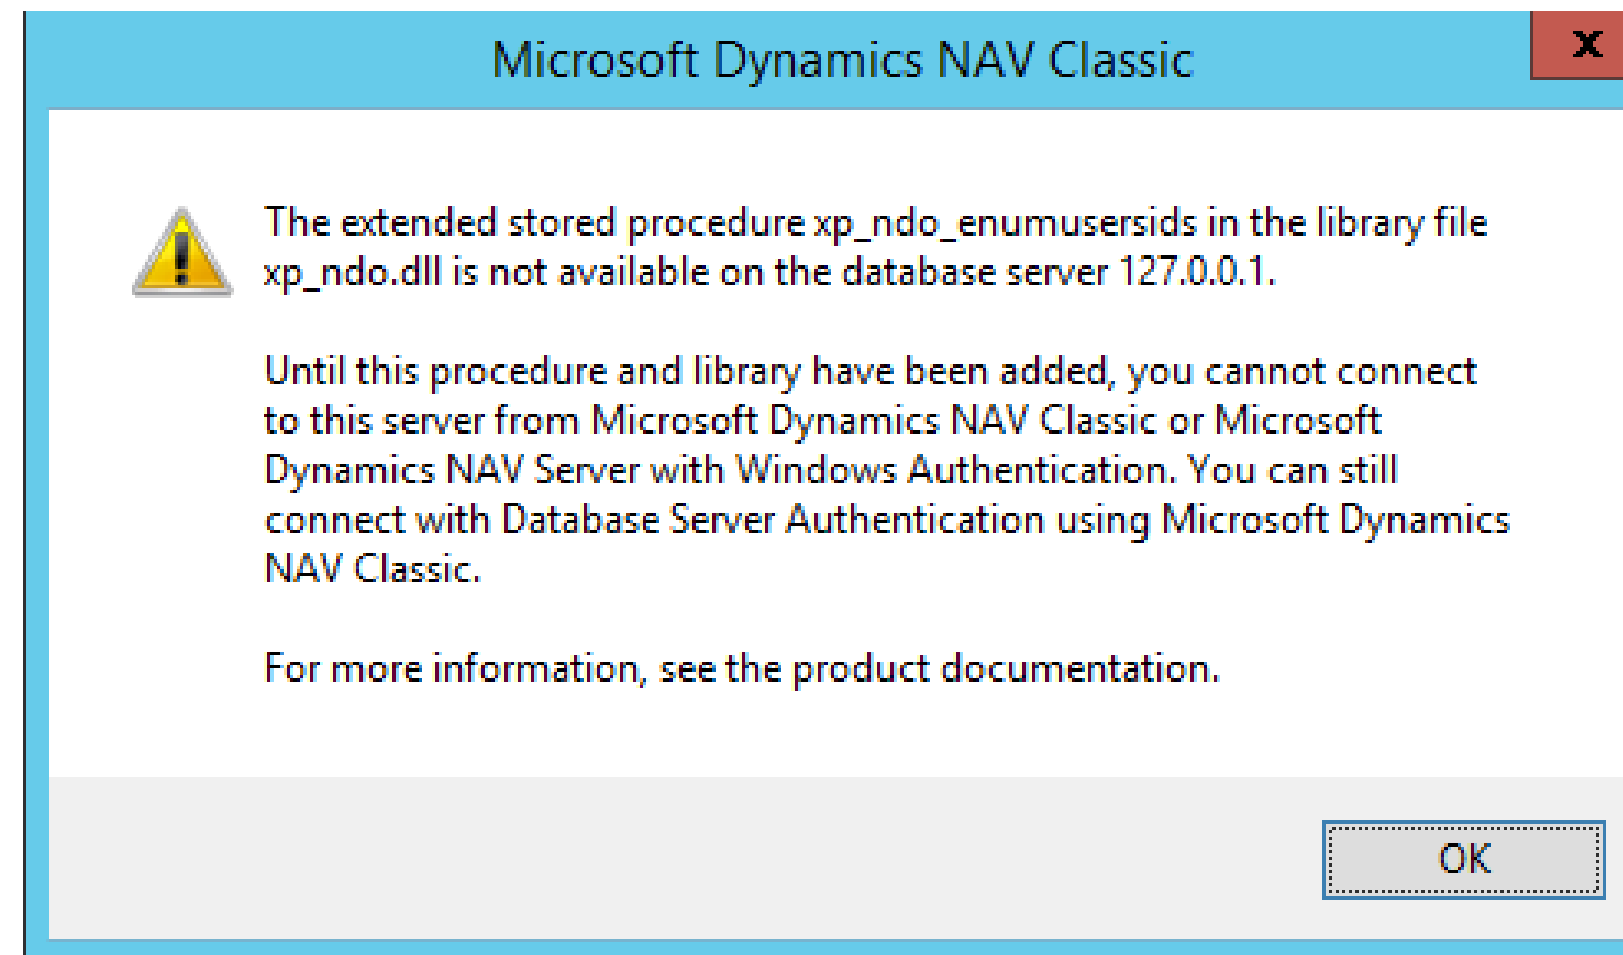 Microsoft Dynamics NAV Classic
x
The extended stored procedure xp_ndo_enumusersids in the library file
xp_ndo.dll is not available on the database server 127.0.0.1.
Until this procedure and library have been added, you cannot connect
to this server from Microsoft Dynamics NAV Classic or Microsoft
Dynamics NAV Server with Windows Authentication. You can still
connect with Database Server Authentication using Microsoft Dynamics
NAV Classic.
For more information, see the product documentation.
OK